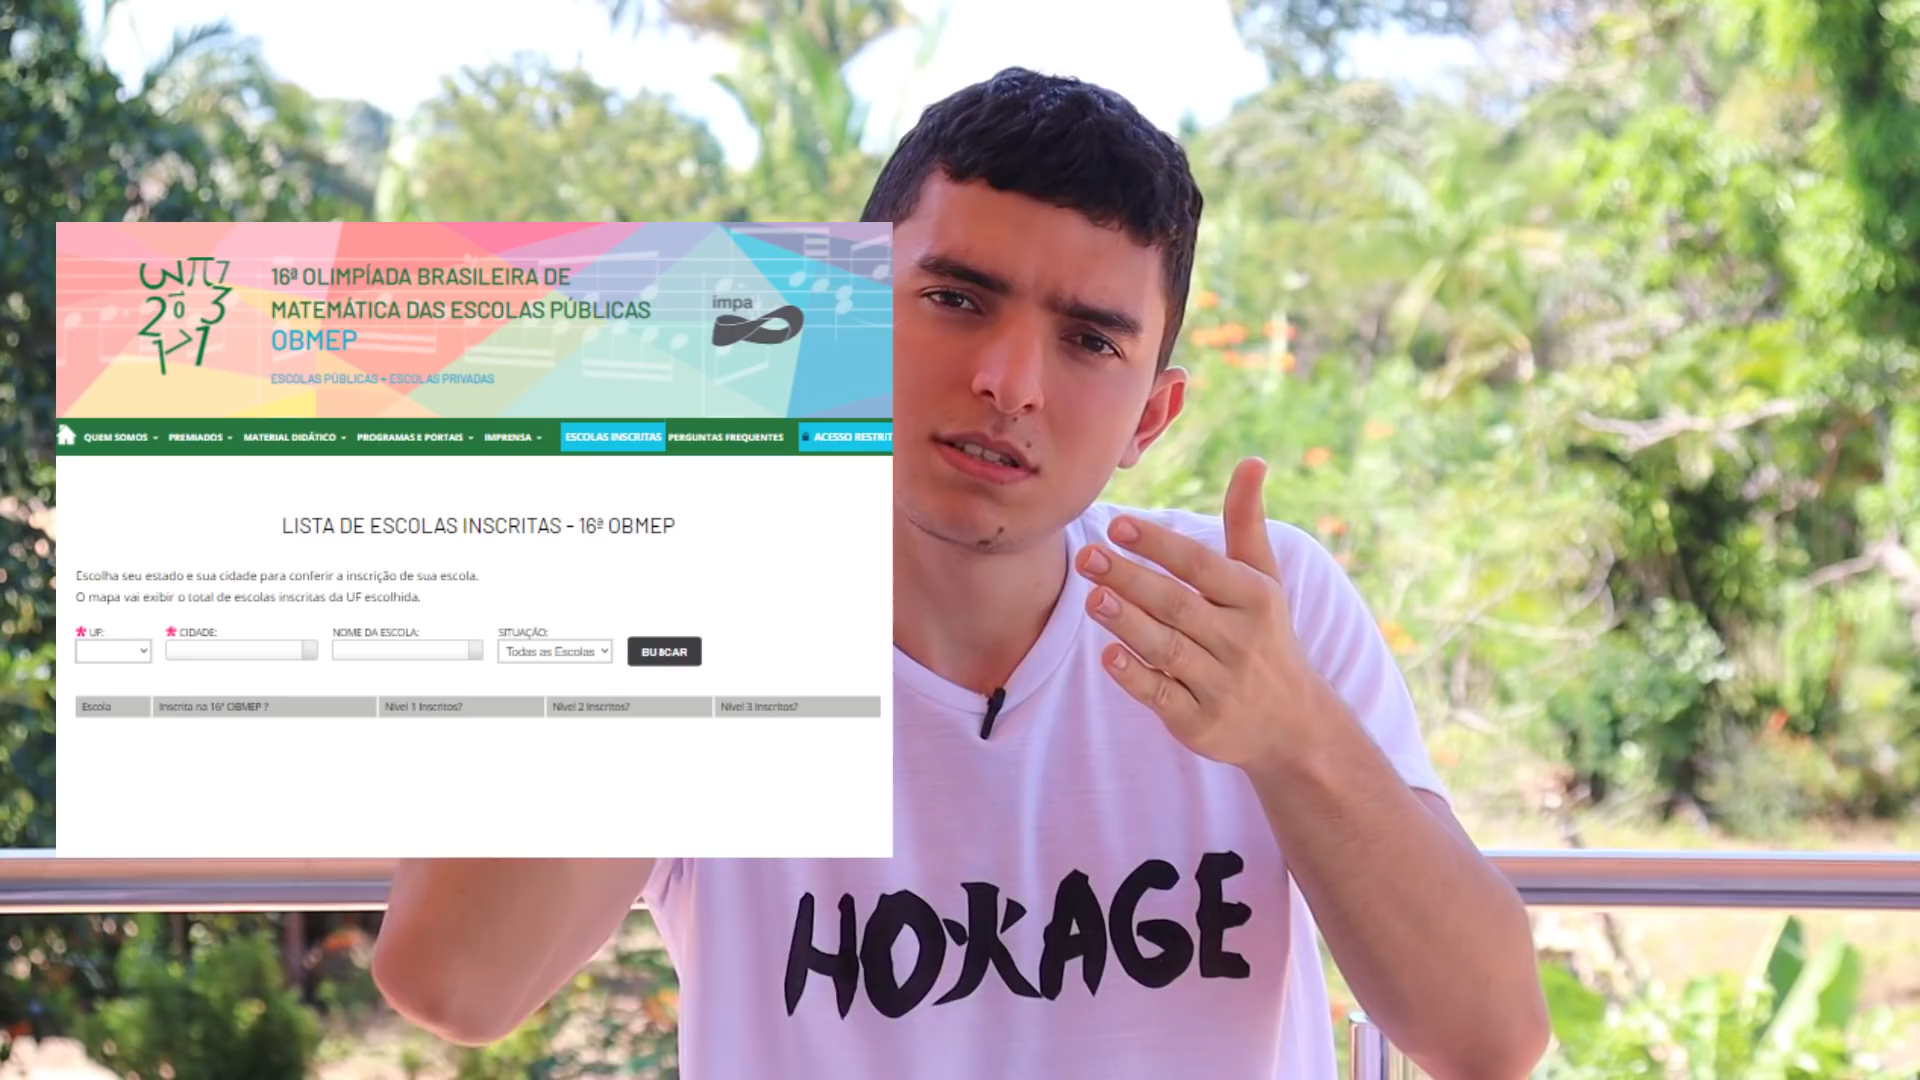 16ª OLIMPÍADA BRASILEIRA DE
MATEMÁTICA DAS ESCOLAS PÚBLICAS
OBMEP
ESCOLAS PÚBLICAS + ESCOLAS PRIVADAS
impa
QUEM SOMOS PREMIADOS MATERIAL DIDÁTICO PROGRAMAS E PORTAIS IMPRENSA ESCOLAS INSCRITAS PERGUNTAS FREQUENTES ACESSO RESTRIT
LISTA DE ESCOLAS INSCRITAS - 16ª OBMEP
Escolha seu estado e sua cidade para conferir a inscrição de sua escola.
O mapa vai exibir o total de escolas inscritas da UF escolhida.
* UF: * CIDADE: NOME DA ESCOLA: SITUAÇÃO:
Todas as Escolas BUSCAR
Escola Inscrita na 16ª OBMEP ? Nível 1 Inscritos? Nível 2 Inscritos? Nível 3 Inscritos?
HOKAGE